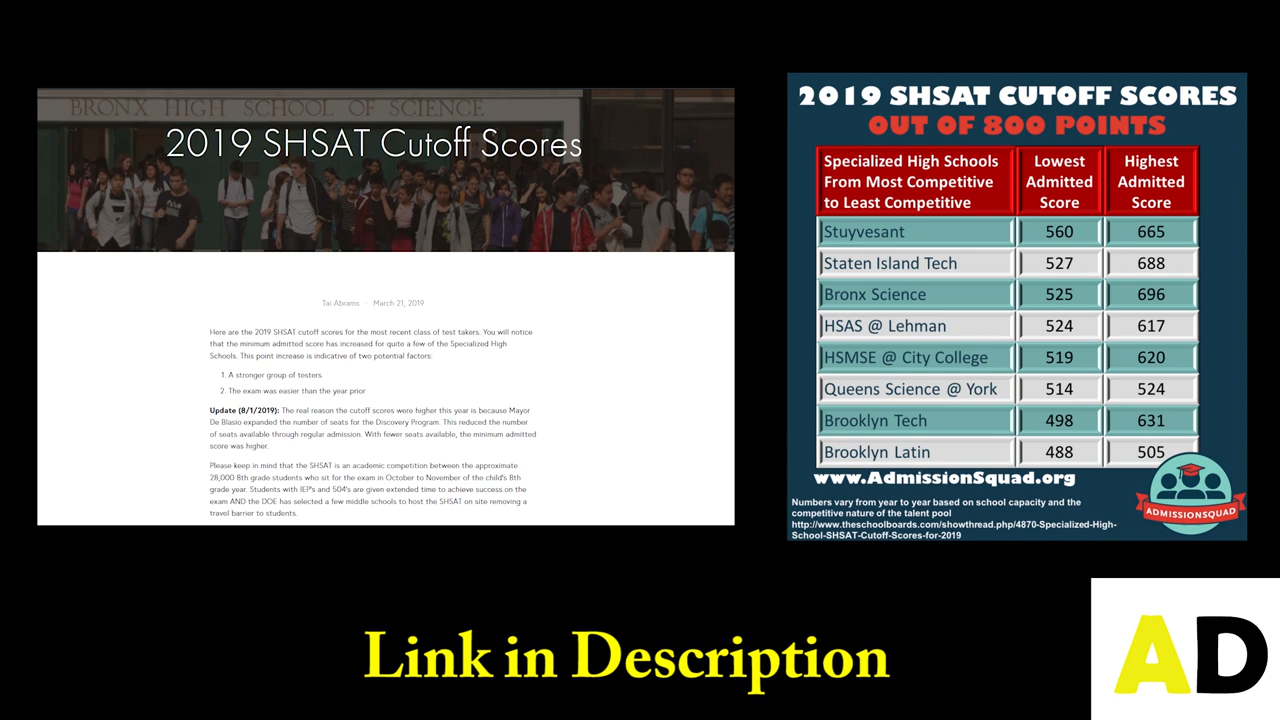 BRONX HIGH SCHOOL OF SCIENCE
2019 SHSAT Cutoff Scores
Tai Abrams · March 21, 2019
Here are the 2019 SHSAT cutoff scores for the most recent class of test takers. You will notice
that the minimum admitted score has increased for quite a few of the Specialized High
Schools. This point increase is indicative of two potential factors:
1. A stronger group of testers
2. The exam was easier than the year prior
Update (8/1/2019): The real reason the cutoff scores were higher this year is because Mayor
De Blasio expanded the number of seats for the Discovery Program. This reduced the number
of seats available through regular admission. With fewer seats available, the minimum admitted
score was higher.
Please keep in mind that the SHSAT is an academic competition between the approximate
28,000 8th grade students who sit for the exam in October to November of the child's 8th
grade year. Students with IEP's and 504's are given extended time to achieve success on the
exam AND the DOE has selected a few middle schools to host the SHSAT on site removing a
travel barrier to students.
2019 SHSAT CUTOFF SCORES
OUT OF 800 POINTS
Specialized High Schools From Most Competitive to Least Competitive Lowest Admitted Score Highest Admitted Score
Stuyvesant 560 665
Staten Island Tech 527 688
Bronx Science 525 696
HSAS @ Lehman 524 617
HSMSE @ City College 519 620
Queens Science @ York 514 524
Brooklyn Tech 498 631
Brooklyn Latin 488 505
www.AdmissionSquad.org
Numbers vary from year to year based on school capacity and the
competitive nature of the talent pool
http://www.theschoolboards.com/showthread.php/4870-Specialized-High-
School-SHSAT-Cutoff-Scores-for-2019
ADMISSIONSQUAD
Link in Description
AD